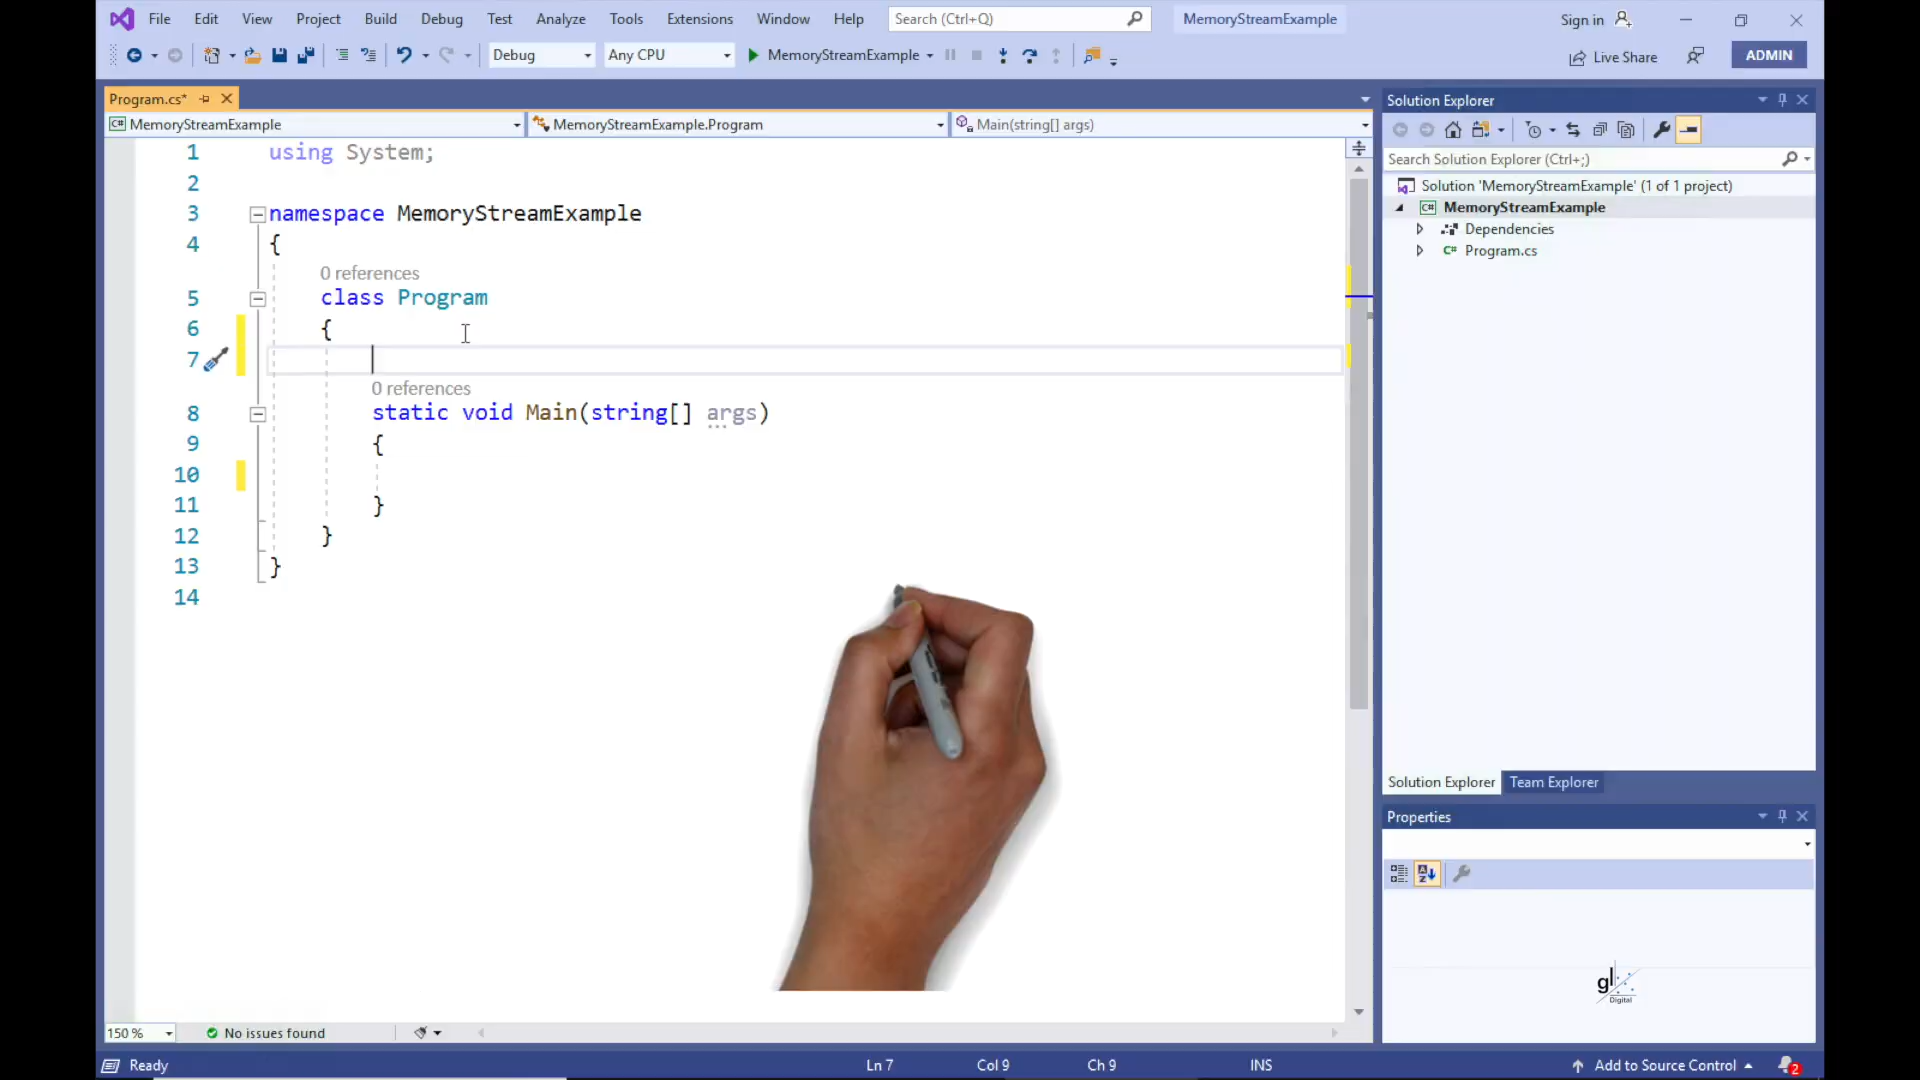 File Edit View Project Build Debug Test Analyze Tools Extensions Window Help Search (Ctrl+Q) MemoryStreamExample Sign in
Debug Any CPU MemoryStreamExample Live Share ADMIN
Program.cs*
MemoryStreamExample MemoryStreamExample.Program Main(string[] args)
1 using System;
2
3 namespace MemoryStreamExample
4 {
0 references
5 class Program
6 {
7
0 references
8 static void Main(string[] args)
9 {
10
11 }
12 }
13 }
14
150 % No issues found
Solution Explorer
Search Solution Explorer (Ctrl+;)
Solution 'MemoryStreamExample' (1 of 1 project)
C# MemoryStreamExample
Dependencies
C# Program.cs
Solution Explorer Team Explorer
Properties
gl
Digital
Ready Ln 7 Col 9 Ch 9 INS Add to Source Control 2